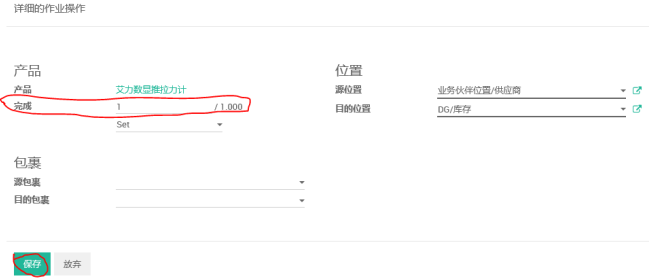 详细的作业操作
产品
产品 艾力数显推拉力计
完成 1 / 1.000
Set
位置
源位置 业务伙伴位置/供应商
目的位置 DG/库存
包裹
源包裹
目的包裹
保存 放弃